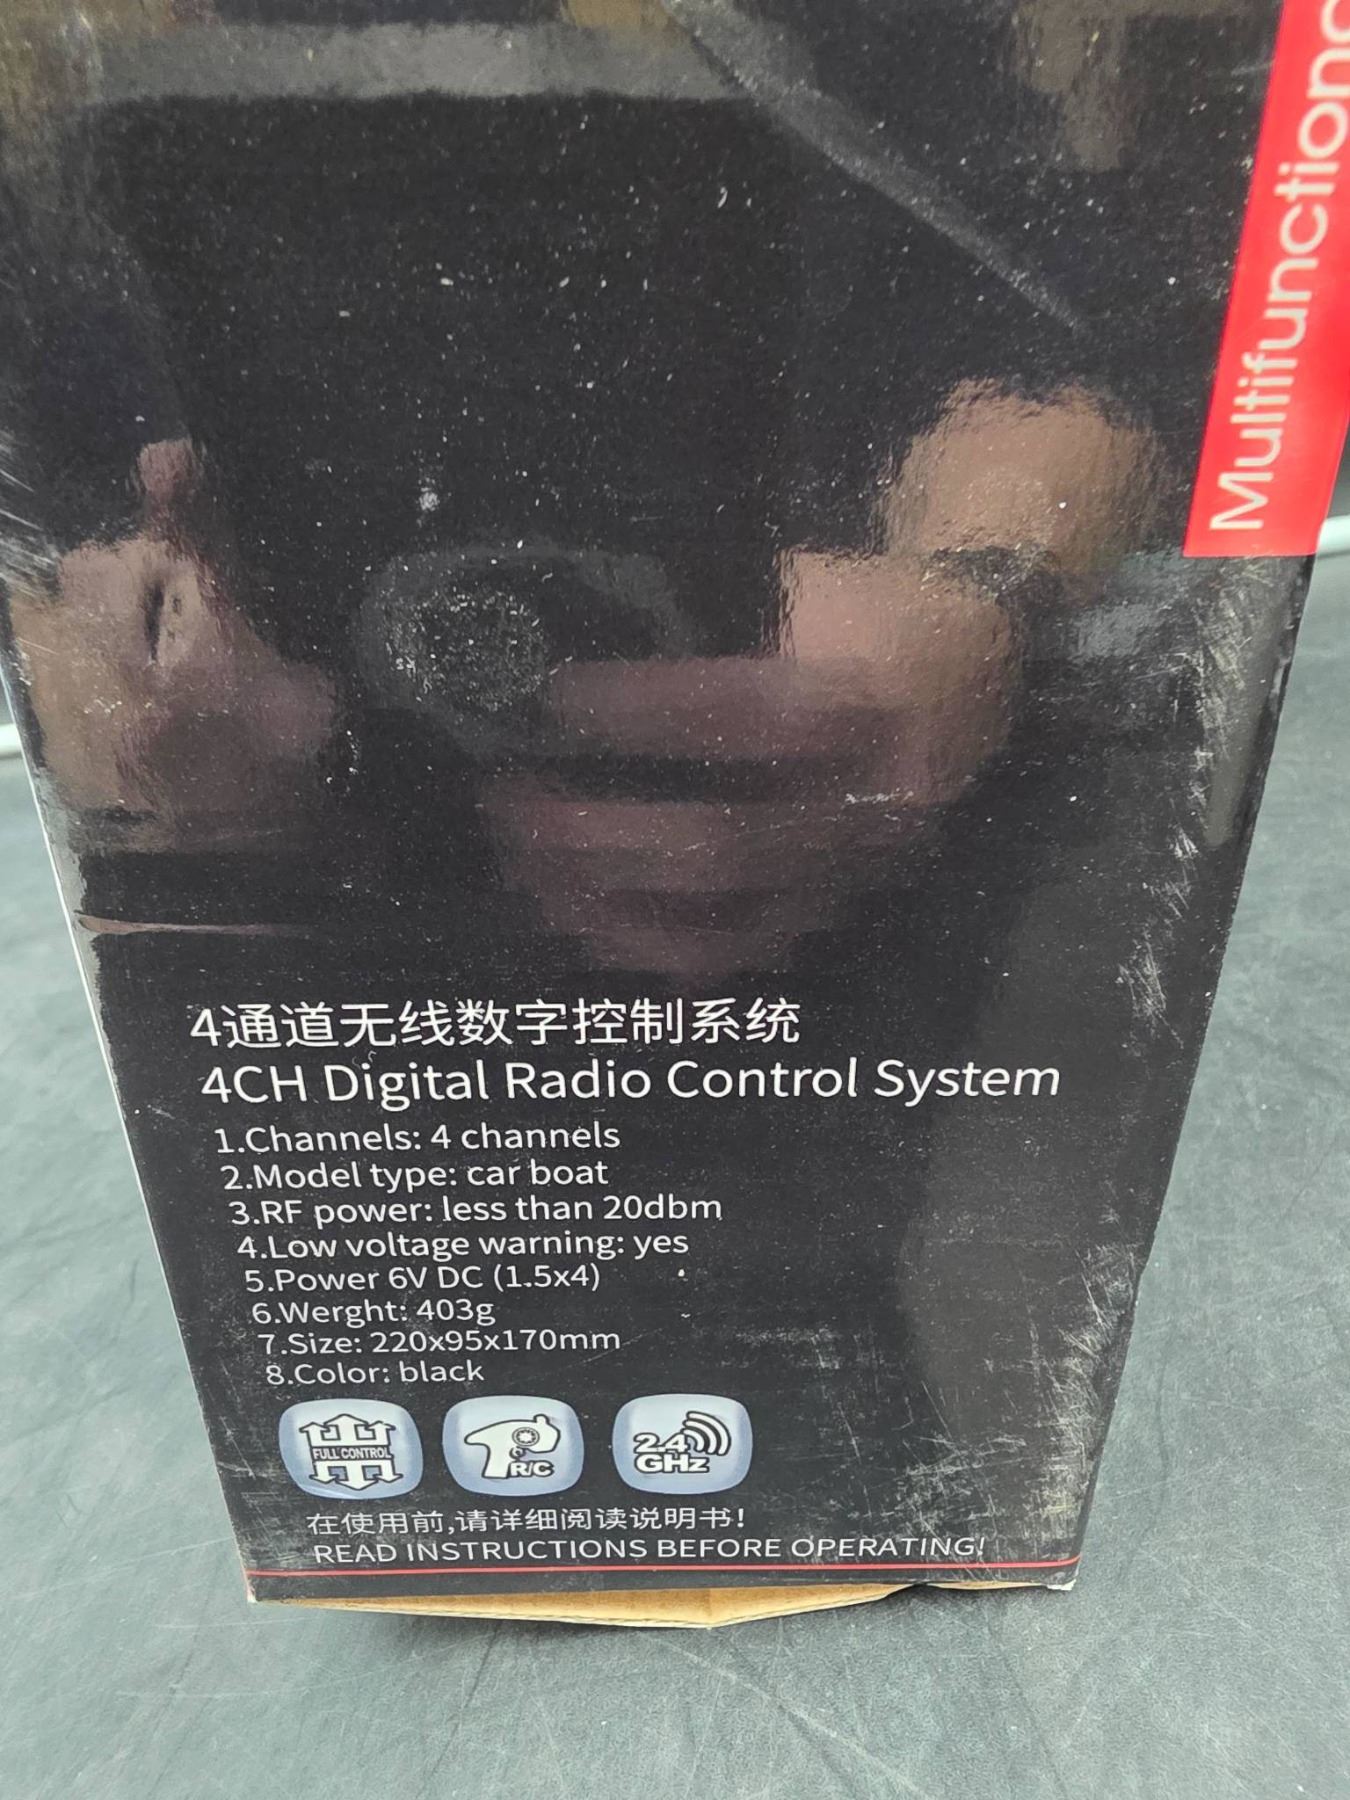 Multifunction
4通道无线数字控制系统
4CH Digital Radio Control System
1.Channels: 4 channels
2.Model type: car boat
3.RF power: less than 20dbm
4.Low voltage warning: yes
5.Power 6V DC (1.5x4)
6.Werght: 403g
7.Size: 220x95x170mm
8.Color: black
FULL CONTROL
R/C
2.4
GHz
在使用前,请详细阅读说明书!
READ INSTRUCTIONS BEFORE OPERATING!